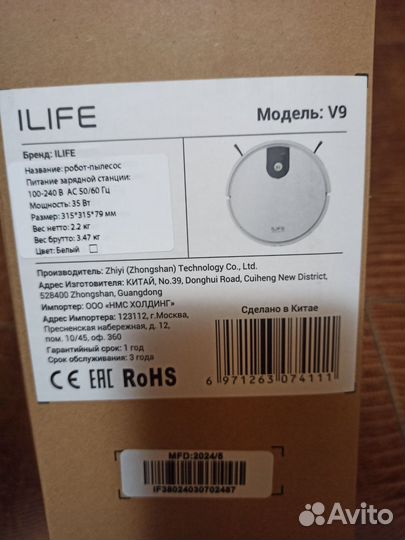 ILIFE
Модель: V9
Бренд: ILIFE
Название: робот-пылесос
Питание зарядной станции:
100-240 В AC 50/60 Гц
Мощность: 35 Вт
Размер: 315*315*79 мм
Вес нетто: 2.2 кг
Вес брутто: 3.47 кг
Цвет: Белый
ILIFE
Производитель: Zhiyi (Zhongshan) Technology Co., Ltd.
Адрес Изготовителя: КИТАЙ, No.39, Donghui Road, Cuiheng New District,
528400 Zhongshan, Guangdong
Импортер: ООО «НМС ХОЛДИНГ»
Адрес Импортера: 123112, г.Москва,
Пресненская набережная, д. 12,
пом. 10/45, оф. 360
Гарантийный срок: 1 год
Срок обслуживания: 3 года
Сделано в Китае
CE EAC RoHS
6 971263 074111
MFD:2024/6
IF38024030702487
Avito